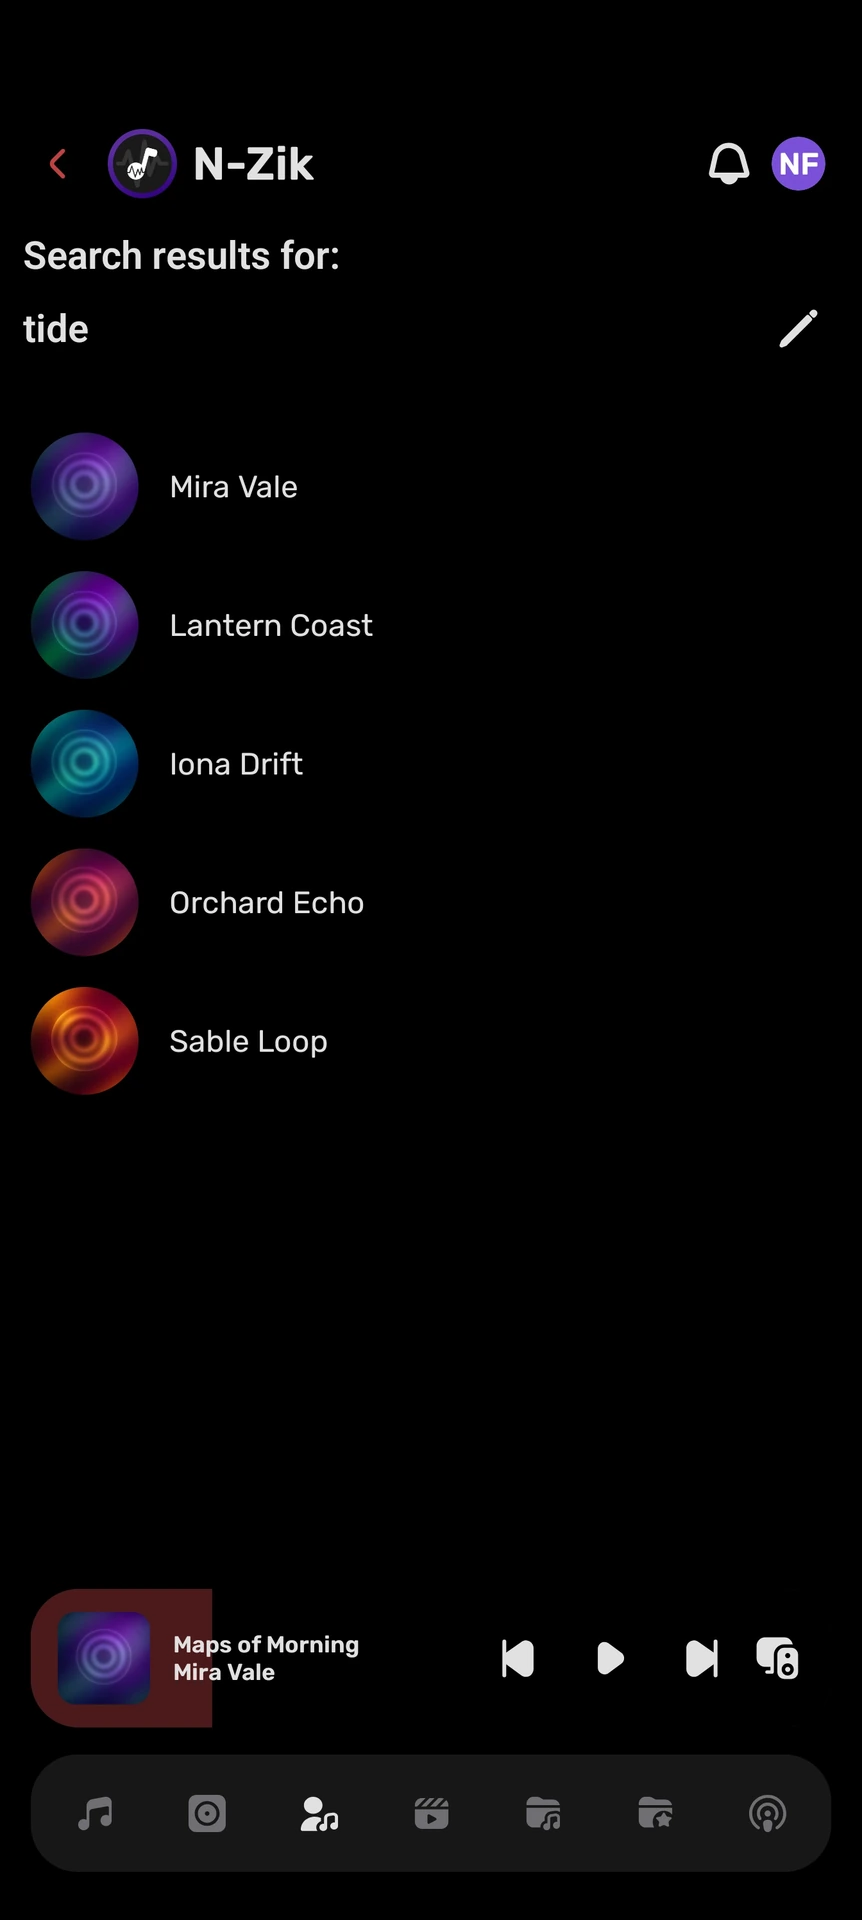 N-Zik
NF
Search results for:
tide
Mira Vale
Lantern Coast
Iona Drift
Orchard Echo
Sable Loop
Maps of Morning
Mira Vale